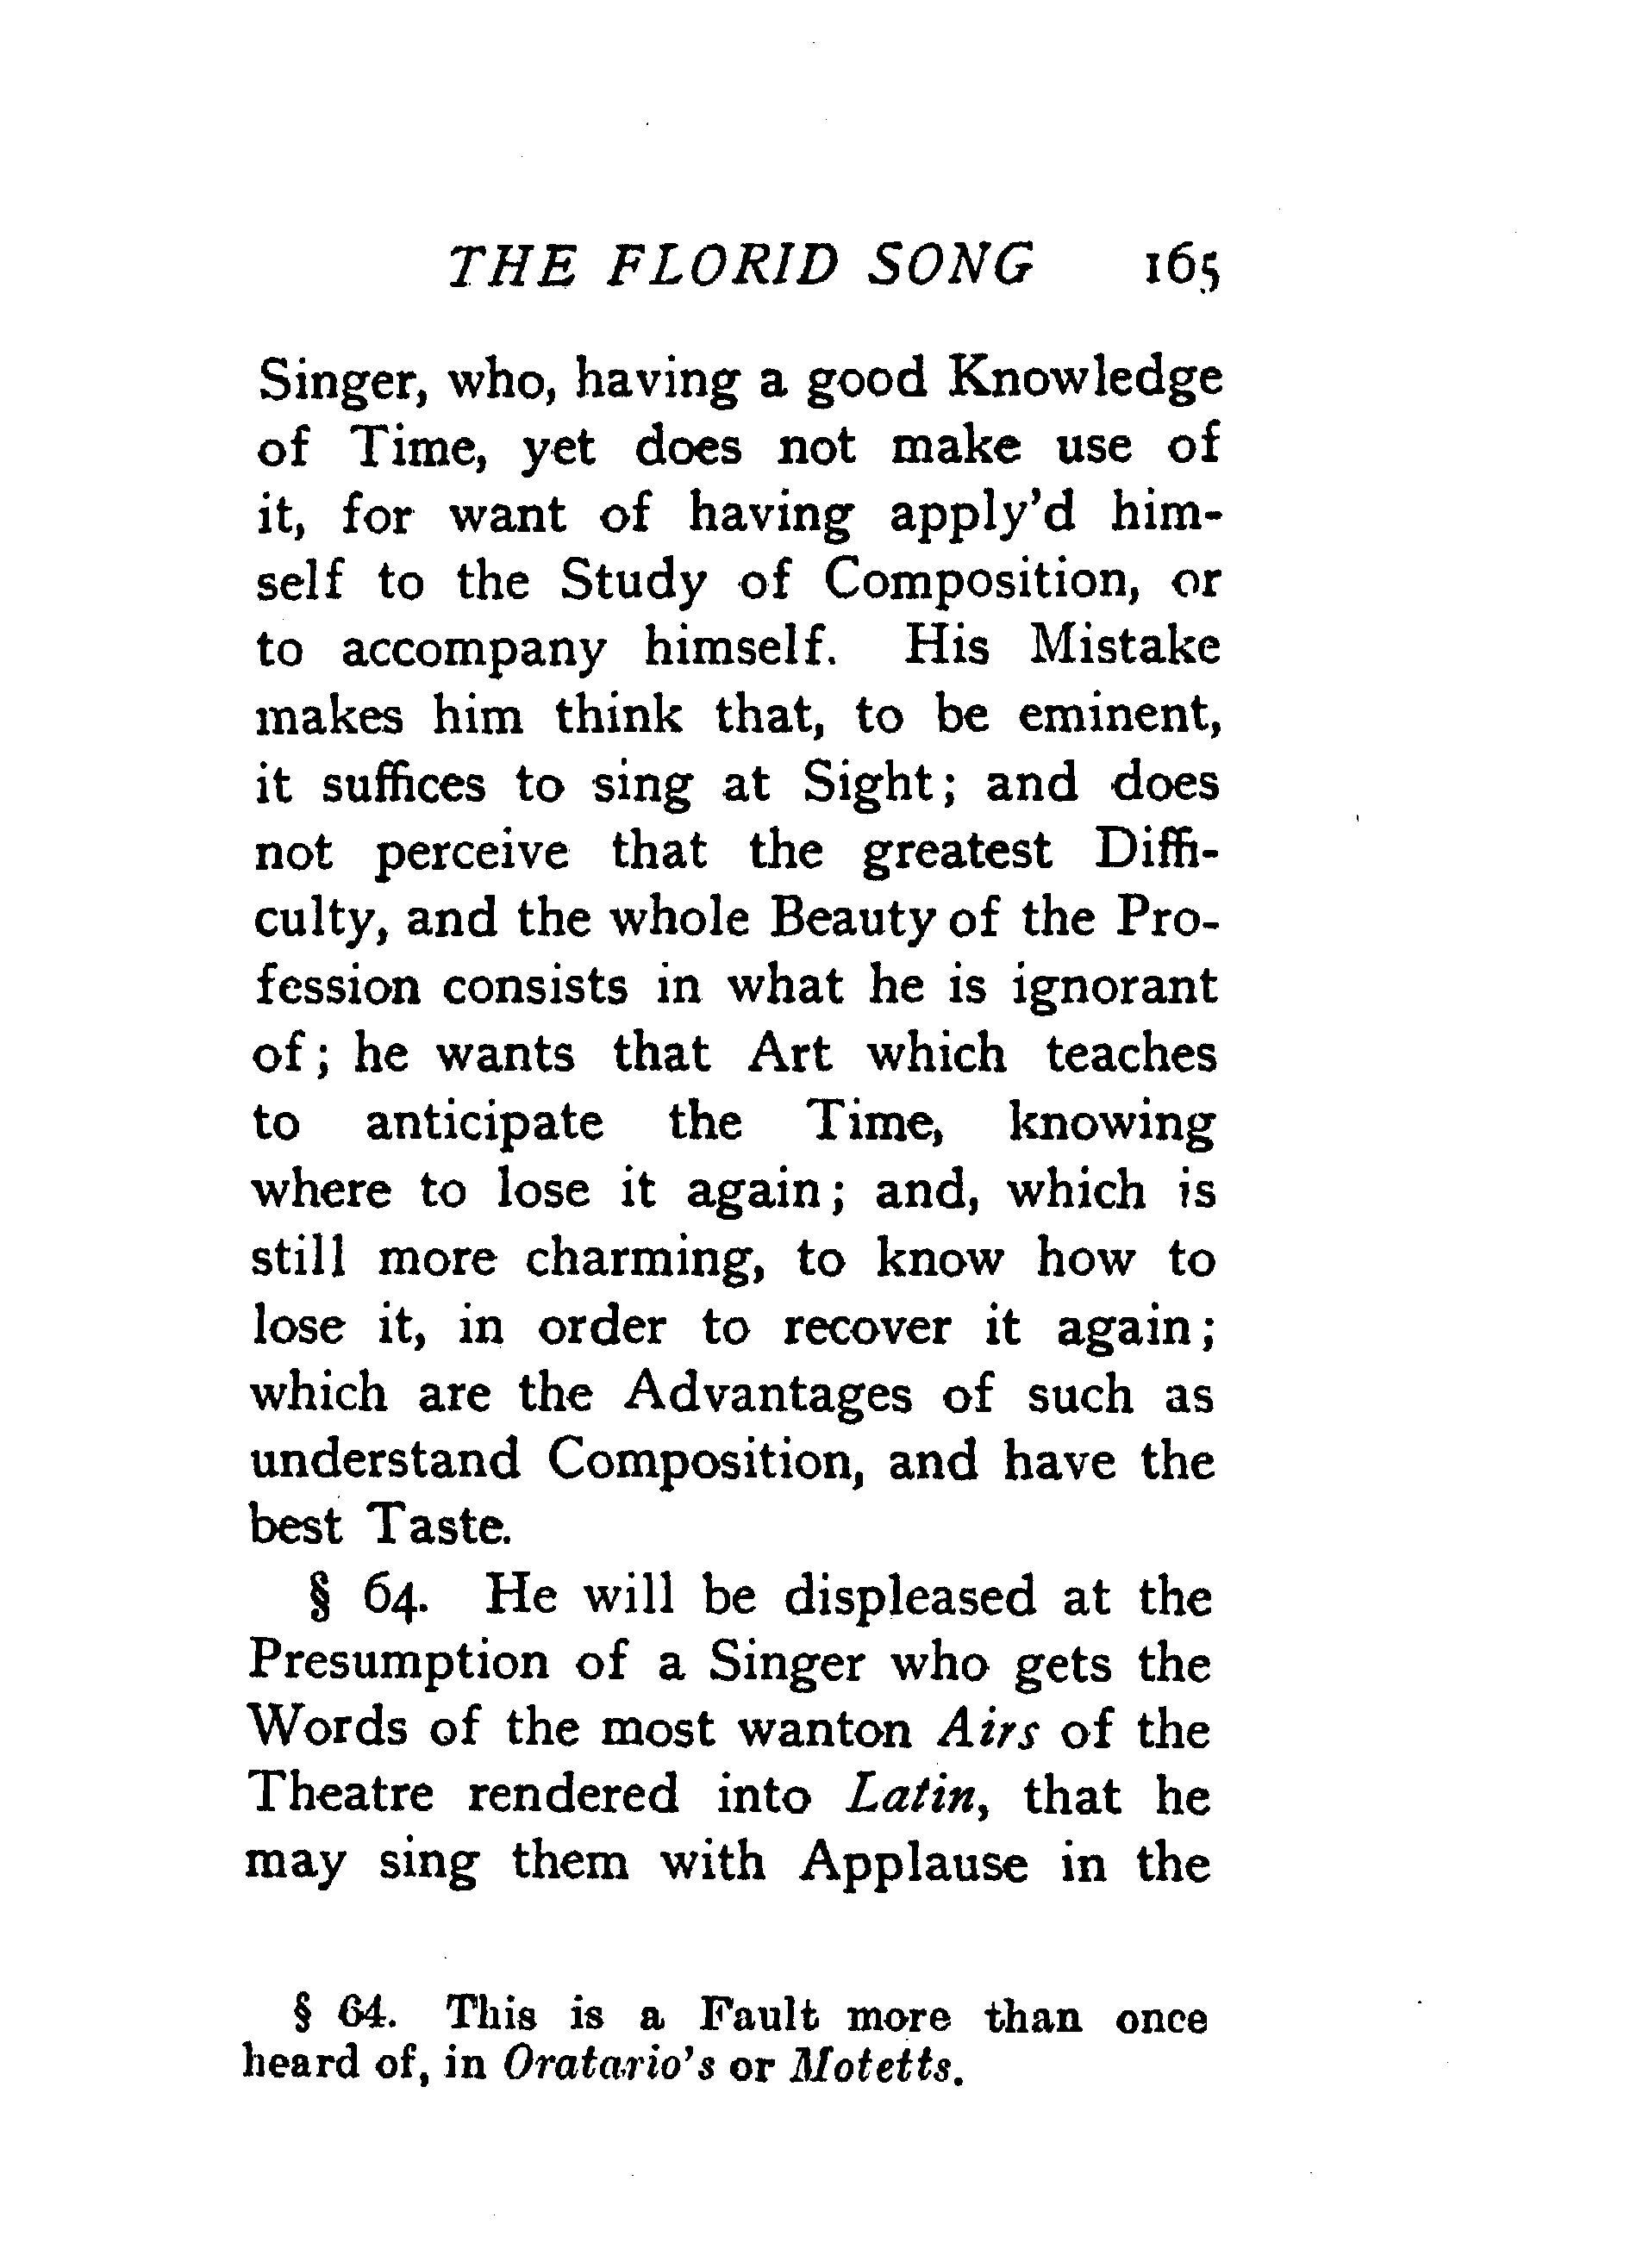 THE FLORID SONG 165
Singer, who, having a good Knowledge
of Time, yet does not make use of
it, for want of having apply'd him-
self to the Study of Composition, or
to accompany himself. His Mistake
makes him think that, to be eminent,
it suffices to sing at Sight; and does
not perceive that the greatest Diffi-
culty, and the whole Beauty of the Pro-
fession consists in what he is ignorant
of; he wants that Art which teaches
to anticipate the Time, knowing
where to lose it again; and, which is
still more charming, to know how to
lose it, in order to recover it again;
which are the Advantages of such as
understand Composition, and have the
best Taste.
§ 64. He will be displeased at the
Presumption of a Singer who gets the
Words of the most wanton Airs of the
Theatre rendered into Latin, that he
may sing them with Applause in the
§ 64. This is a Fault more than once
heard of, in Oratario's or Motetts.